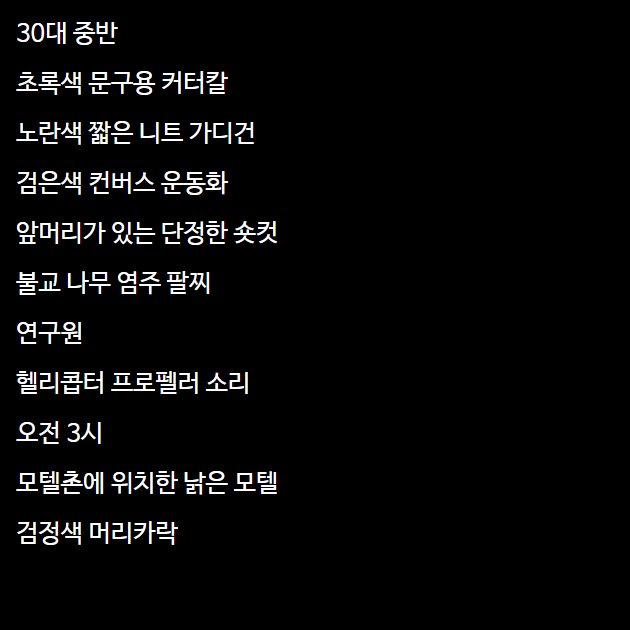 30대 중반
초록색 문구용 커터칼
노란색 짧은 니트 가디건
검은색 컨버스 운동화
앞머리가 있는 단정한 숏컷
불교 나무 염주 팔찌
연구원
헬리콥터 프로펠러 소리
오전 3시
모텔촌에 위치한 낡은 모텔
검정색 머리카락